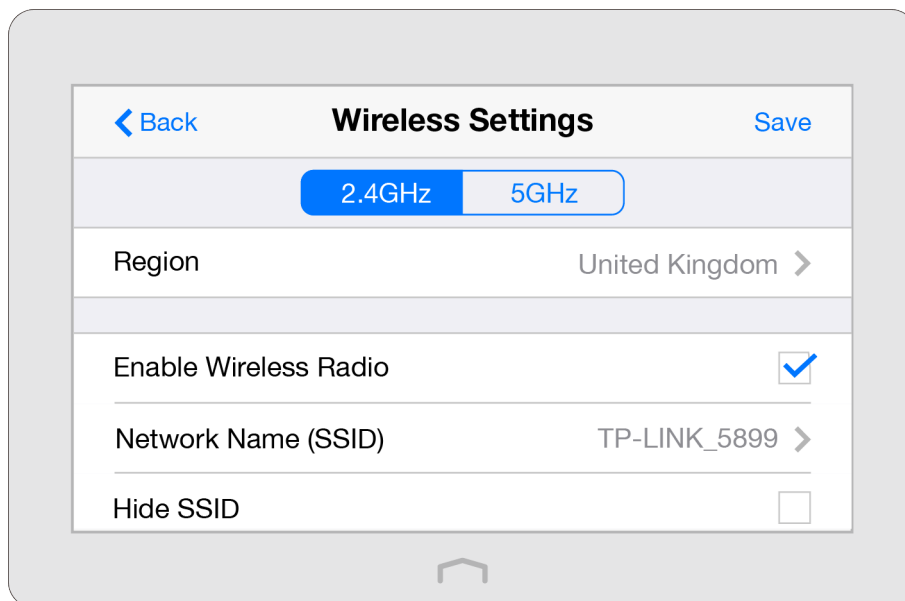 Back Wireless Settings Save
2.4GHz 5GHz
Region United Kingdom
Enable Wireless Radio
Network Name (SSID) TP-LINK_5899
Hide SSID